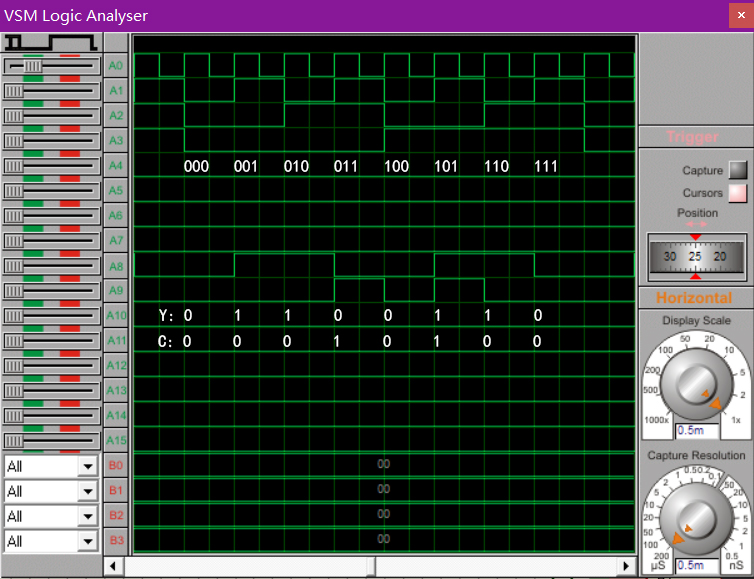 VSM Logic Analyser
A0
A1
A2
A3
A4 000 001 010 011 100 101 110 111
A5
A6
A7
A8
A9
A10 Y: 0 1 1 0 0 1 1 0
A11 C: 0 0 0 1 0 1 0 0
A12
A13
A14
A15
All B0 00
All B1 00
All B2 00
All B3 00
Trigger
Capture
Cursors
Position
30 25 20
Horizontal
Display Scale
50 20
100 10
200 5
500 2
1000x 1x
0.5m
Capture Resolution
1 0.5 0.2
2 0.1
5 50
10 20
20 10
50 5
100 2
200 1
0.5
µS nS
0.5m